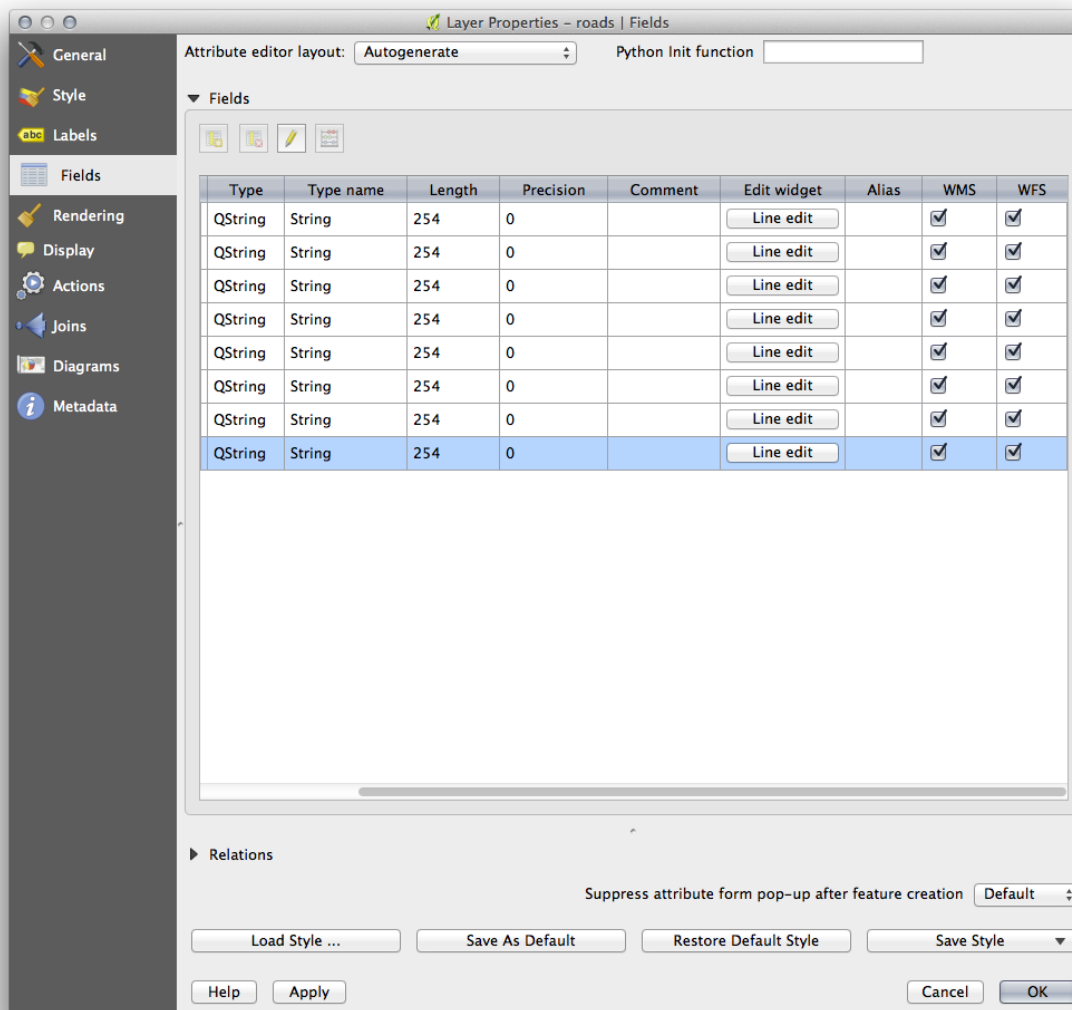 Layer Properties – roads | Fields
General
Style
abc Labels
Fields
Rendering
Display
Actions
Joins
Diagrams
Metadata
Attribute editor layout: Autogenerate Python Init function
Fields
Type Type name Length Precision Comment Edit widget Alias WMS WFS
QString String 254 0 Line edit
QString String 254 0 Line edit
QString String 254 0 Line edit
QString String 254 0 Line edit
QString String 254 0 Line edit
QString String 254 0 Line edit
QString String 254 0 Line edit
QString String 254 0 Line edit
Relations
Suppress attribute form pop-up after feature creation Default
Load Style ... Save As Default Restore Default Style Save Style
Help Apply Cancel OK